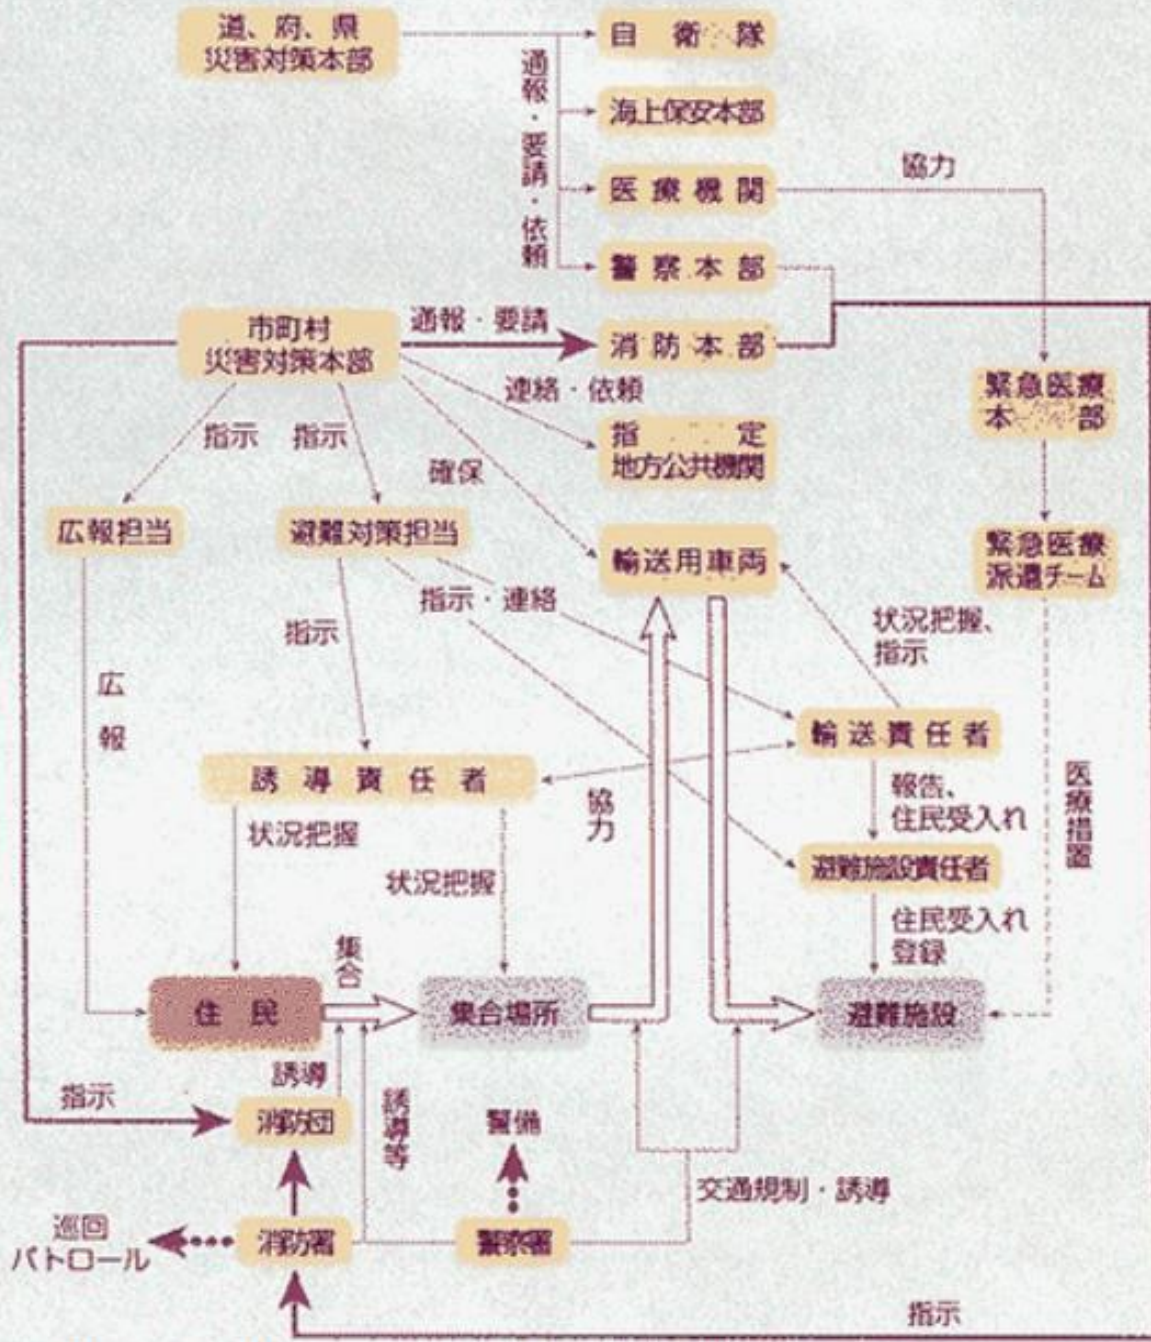 道、府、県
災害対策本部
自衛隊
通報・要請・依頼
海上保安本部
医療機関
協力
警察本部
市町村
災害対策本部
通報・要請
消防本部
連絡・依頼
指定
地方公共機関
緊急医療
本部
指示
指示
確保
広報担当
避難対策担当
輸送用車両
緊急医療
派遣チーム
指示・連絡
指示
状況把握、
指示
広報
輸送責任者
誘導責任者
協力
報告、
住民受入れ
医療措置
状況把握
状況把握
避難施設責任者
住民受入れ
登録
集合
住民
集合場所
避難施設
誘導
指示
消防団
誘導等
警備
交通規制・誘導
巡回
パトロール
消防署
警察署
指示